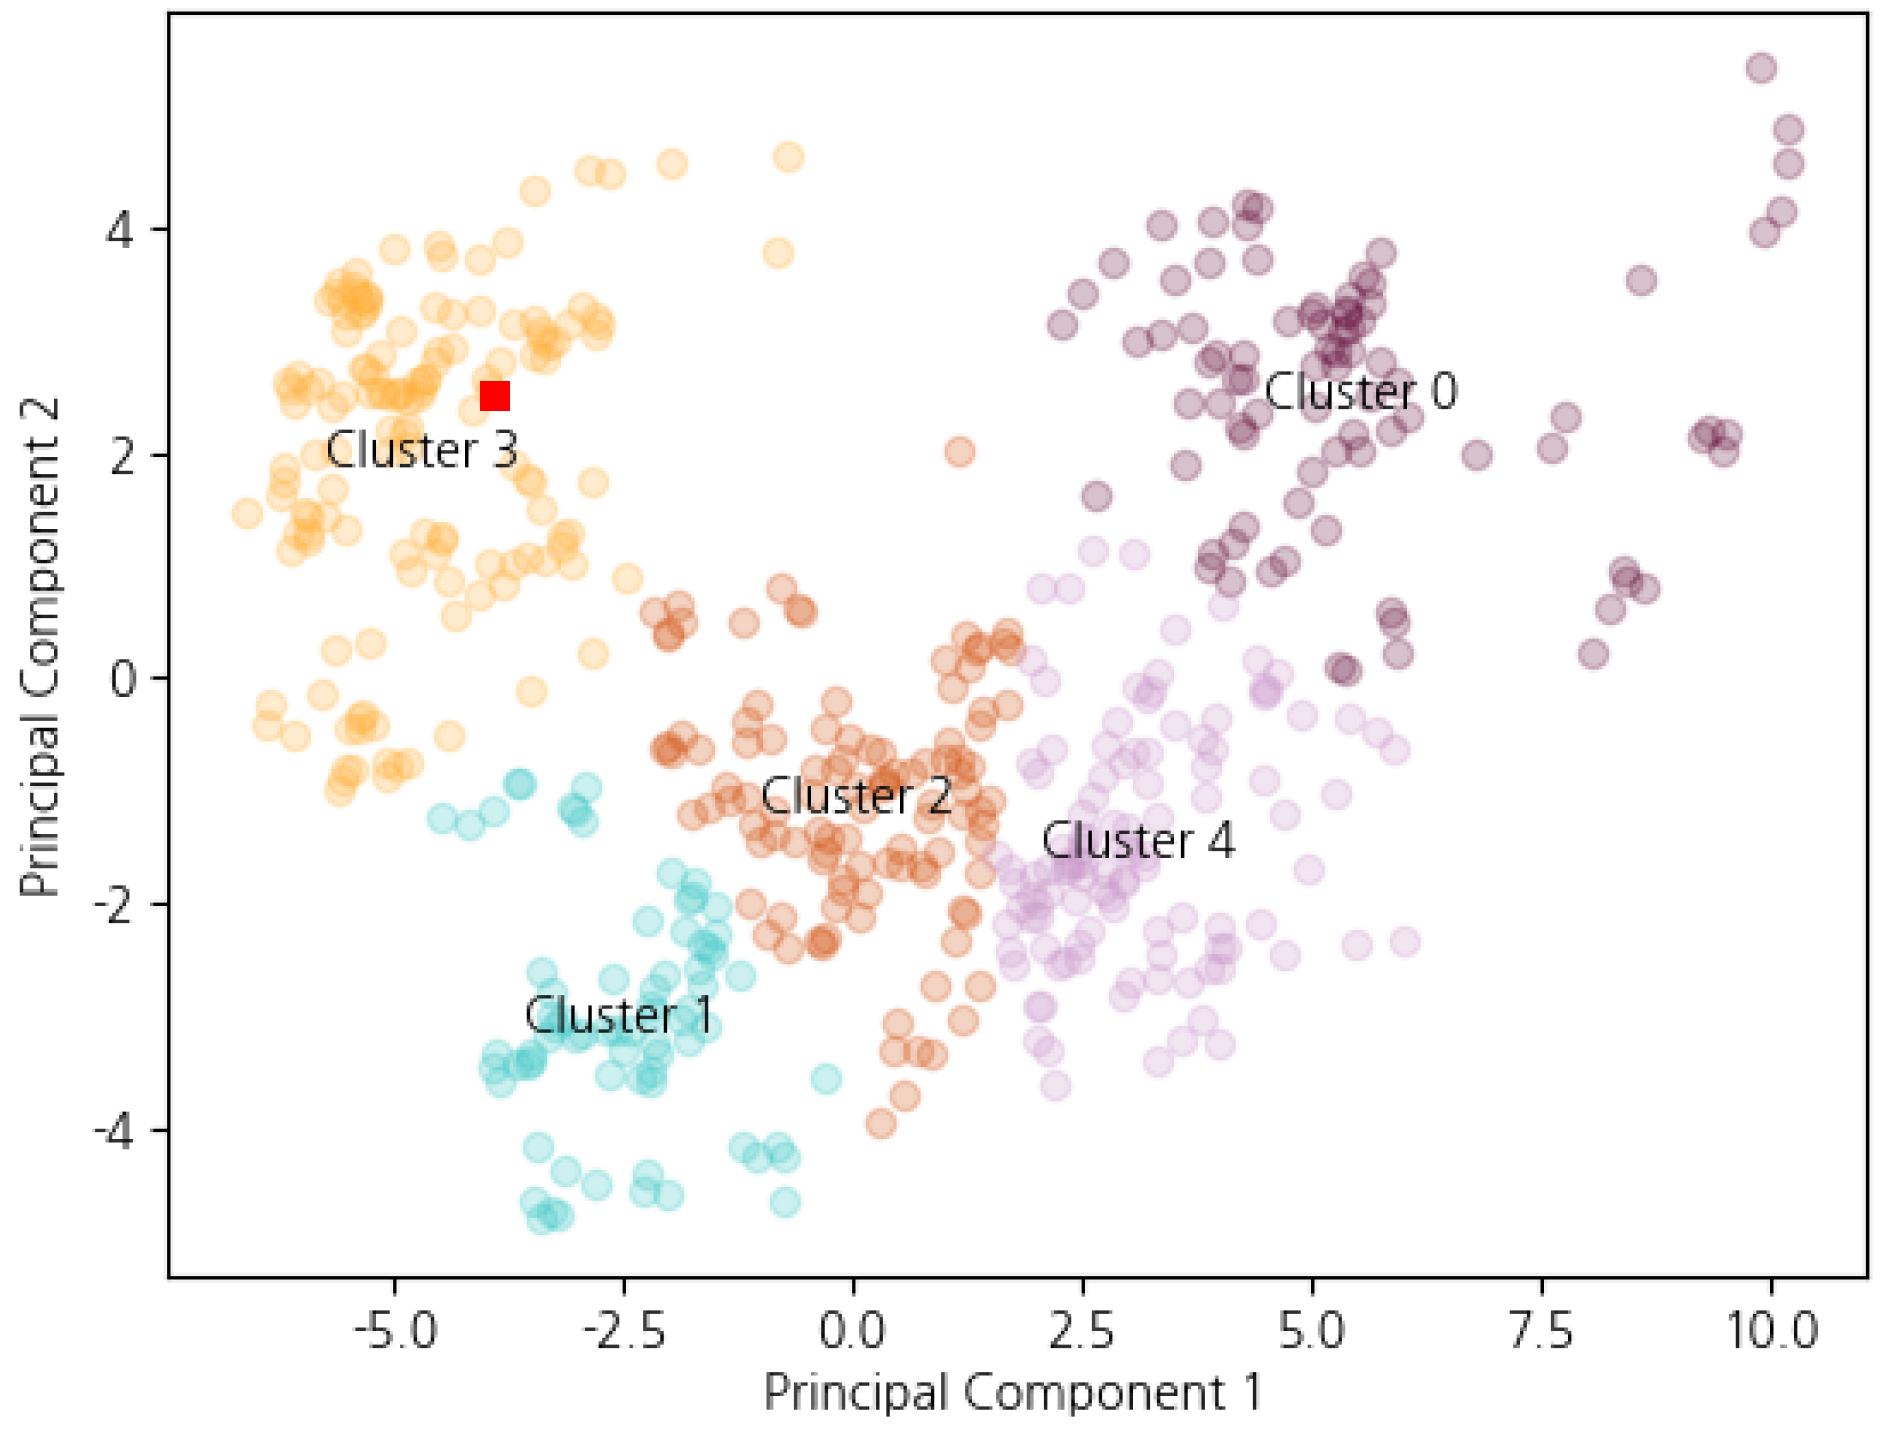 Principal Component 2
4
2
0
-2
-4
Cluster 0
Cluster 3
Cluster 2
Cluster 4
Cluster 1
-5.0 -2.5 0.0 2.5 5.0 7.5 10.0
Principal Component 1